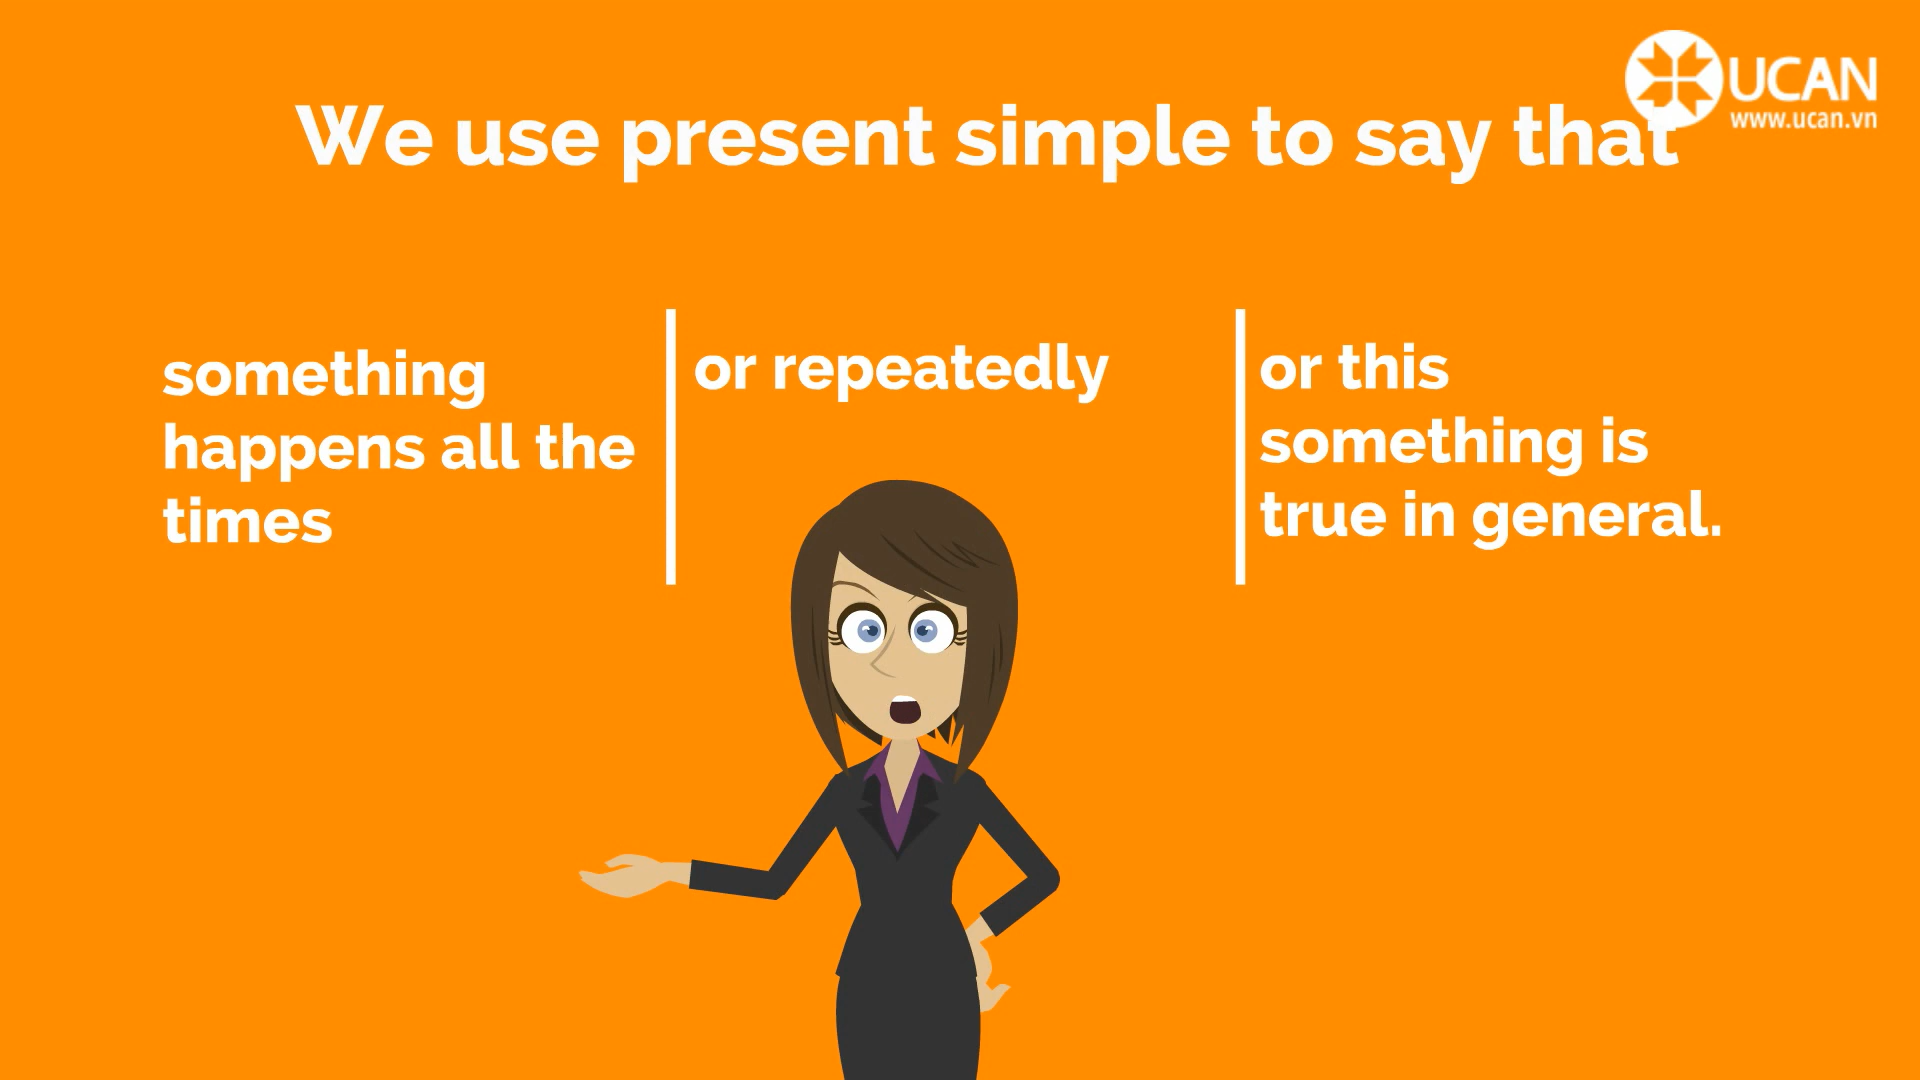 UCAN
www.ucan.vn
We use present simple to say that
something
happens all the
times
or repeatedly
or this
something is
true in general.